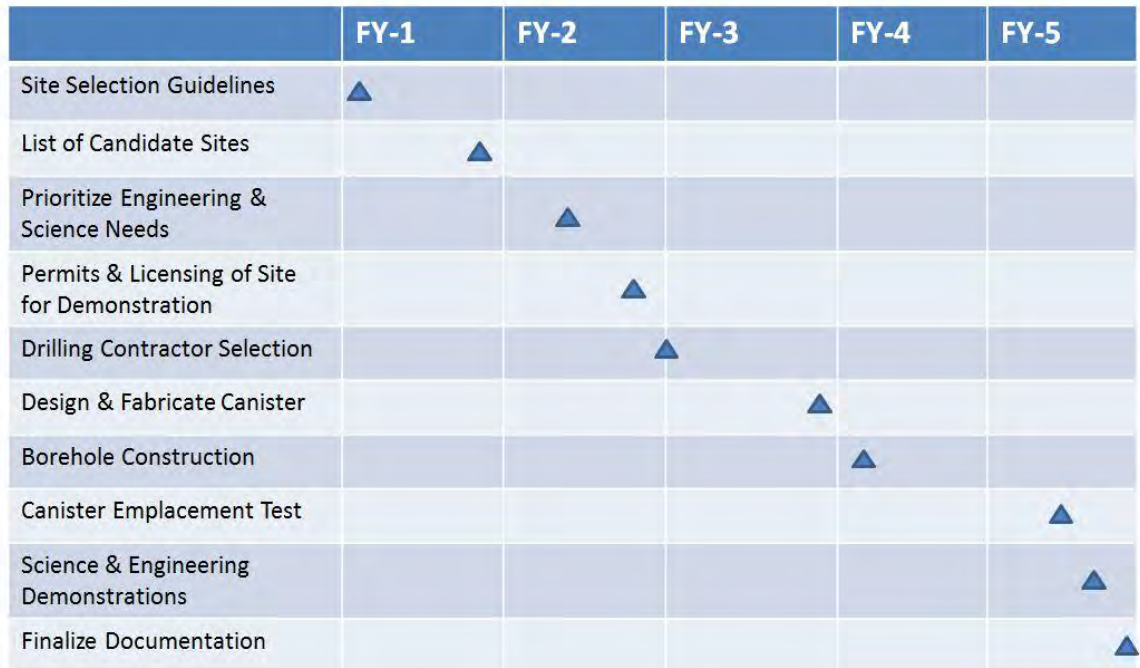 FY-1 FY-2 FY-3 FY-4 FY-5
Site Selection Guidelines
List of Candidate Sites
Prioritize Engineering &
Science Needs
Permits & Licensing of Site
for Demonstration
Drilling Contractor Selection
Design & Fabricate Canister
Borehole Construction
Canister Emplacement Test
Science & Engineering
Demonstrations
Finalize Documentation